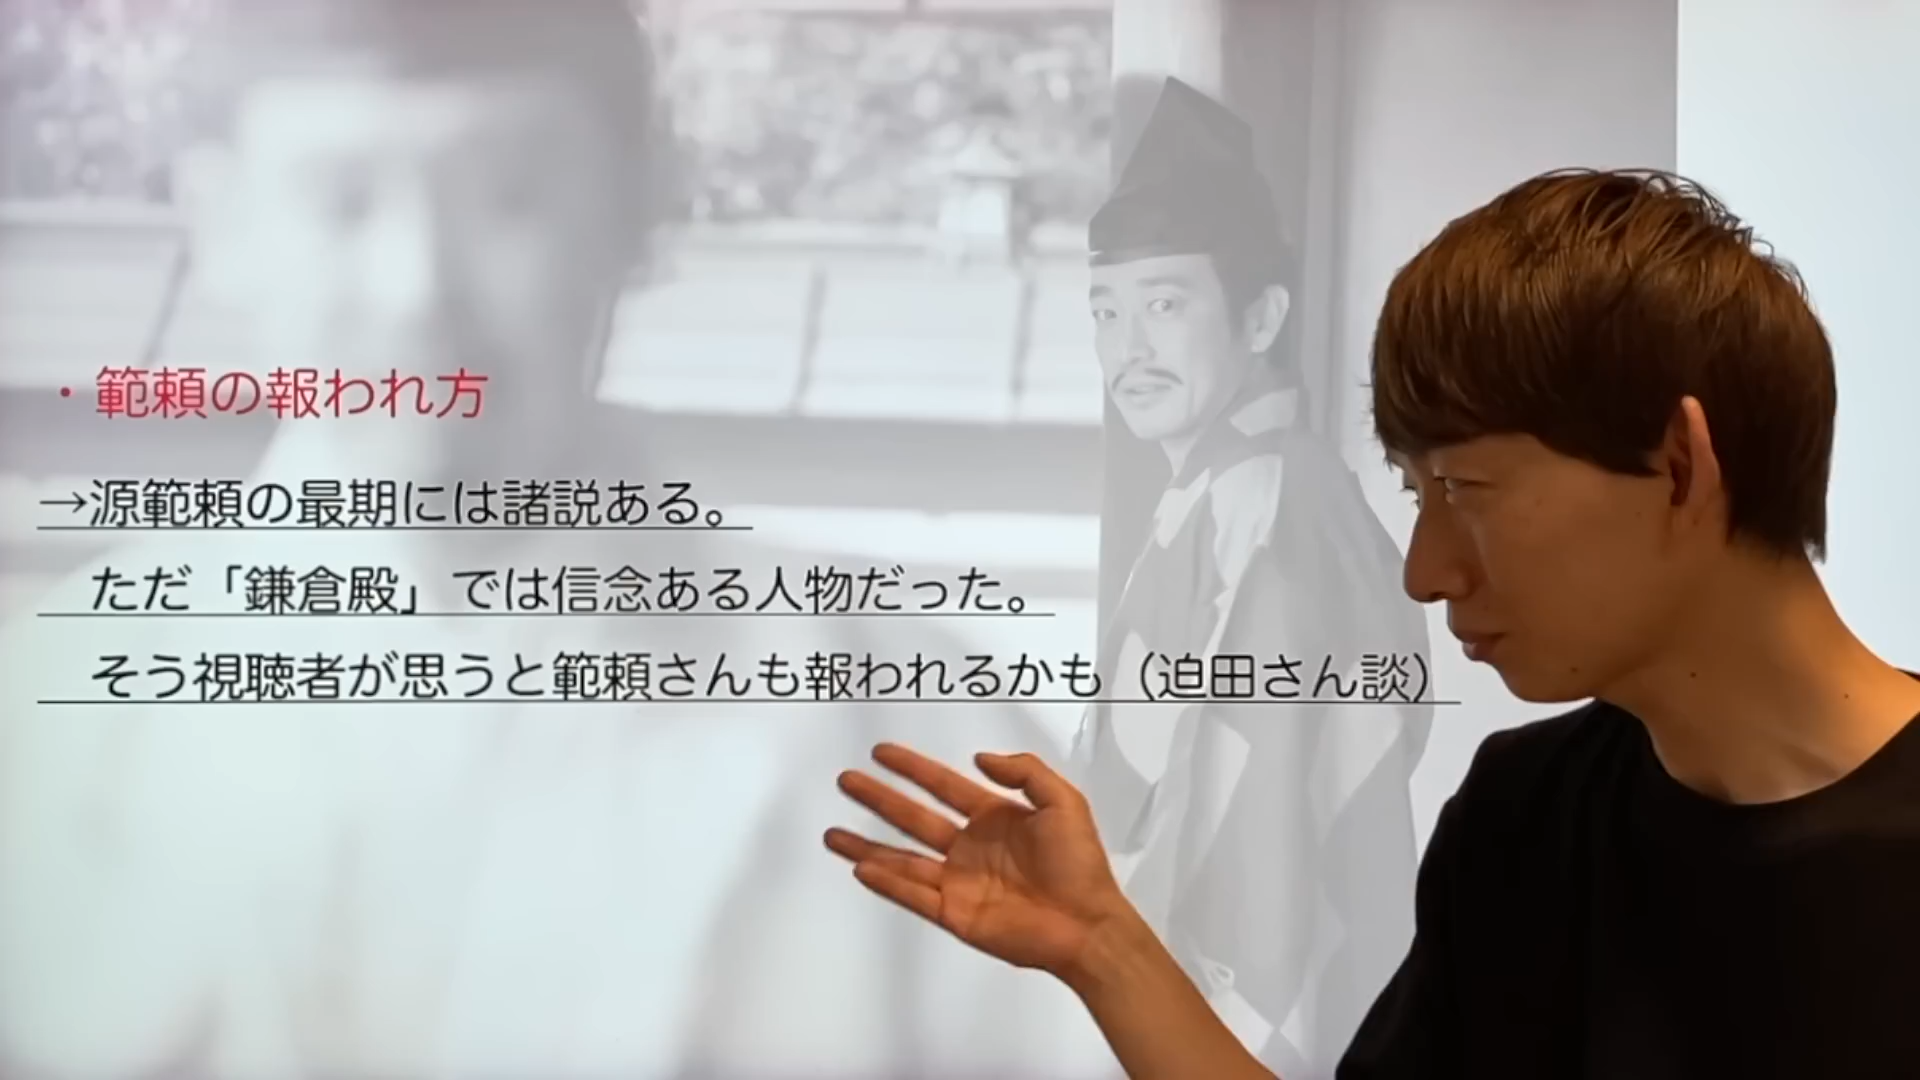 ・範頼の報われ方
→源範頼の最期には諸説ある。
ただ「鎌倉殿」では信念ある人物だった。
そう視聴者が思うと範頼さんも報われるかも（迫田さん談）